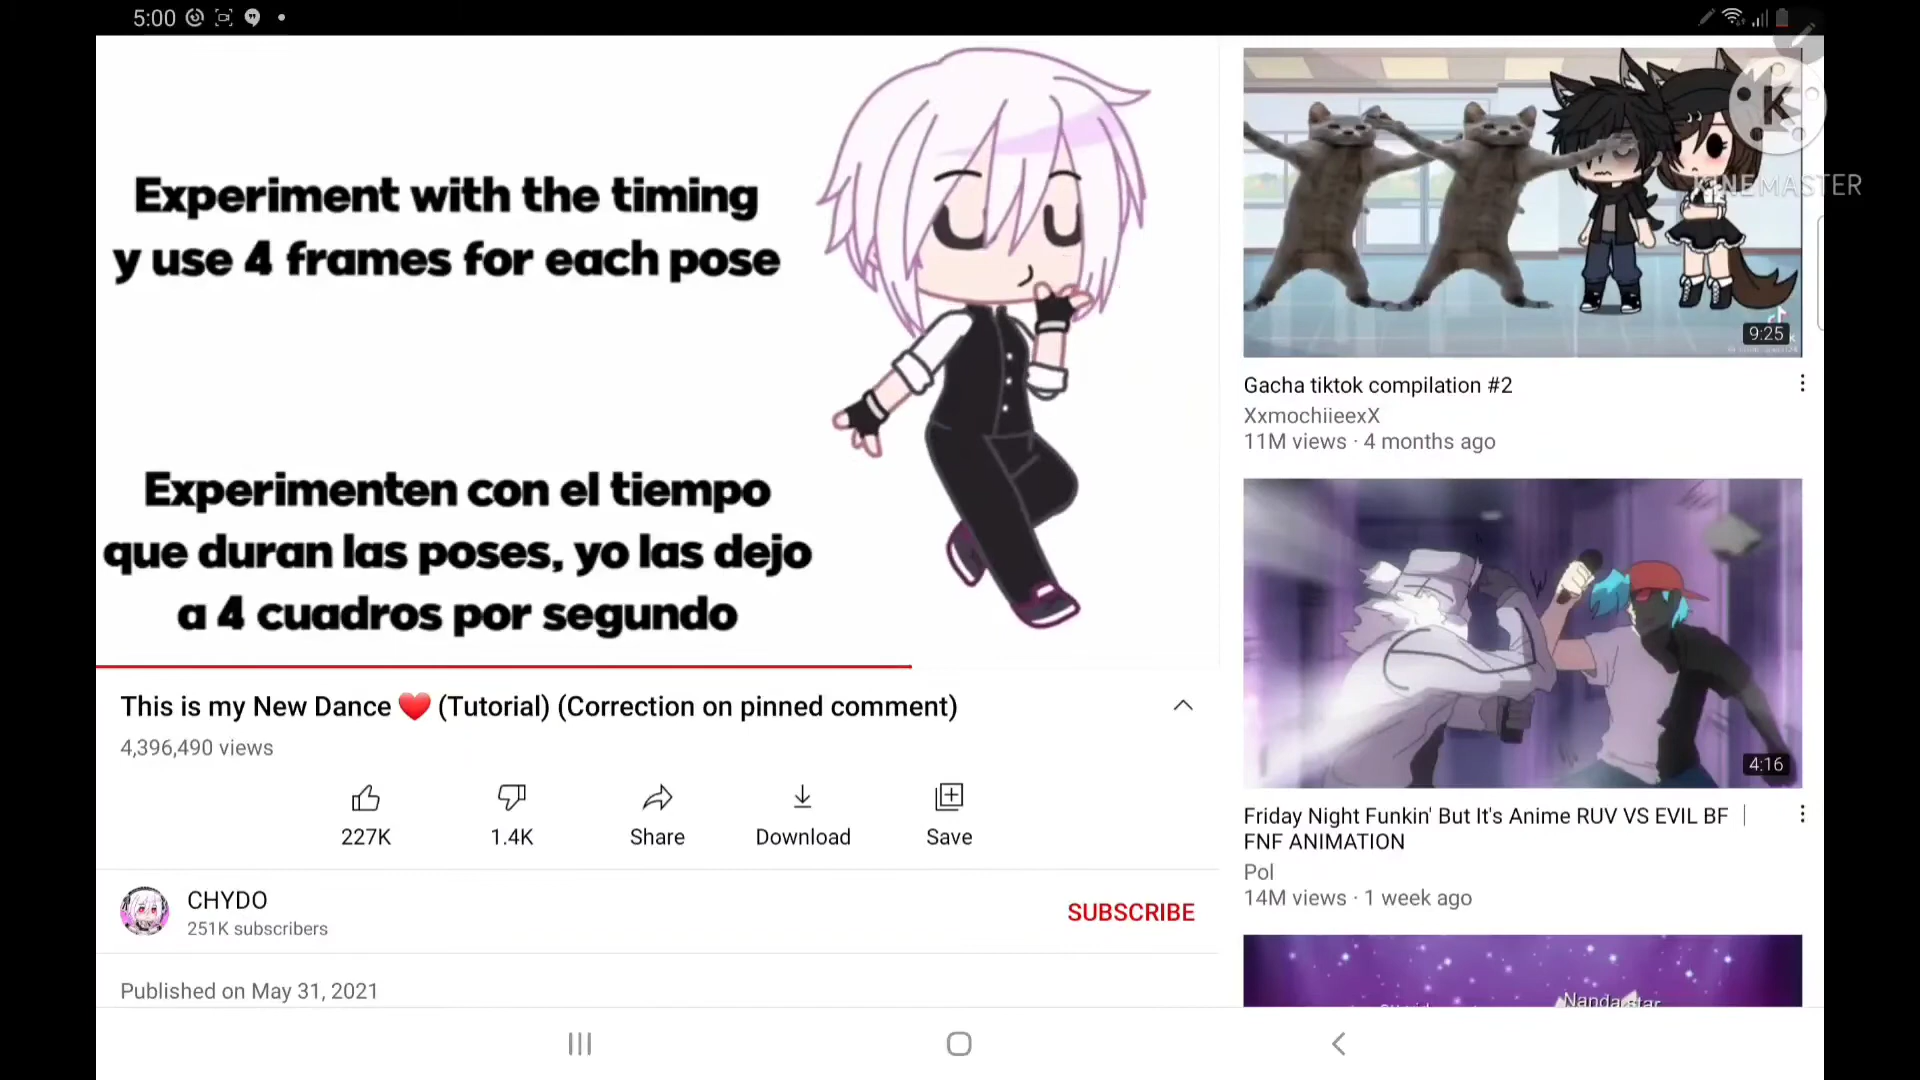 5:00
Experiment with the timing
y use 4 frames for each pose
Experimenten con el tiempo
que duran las poses, yo las dejo
a 4 cuadros por segundo
This is my New Dance ❤️ (Tutorial) (Correction on pinned comment)
4,396,490 views
227K
1.4K
Share
Download
Save
CHYDO
251K subscribers
SUBSCRIBE
Published on May 31, 2021
K
KINEMASTER
9:25
Gacha tiktok compilation #2
XxmochiieexX
11M views · 4 months ago
4:16
Friday Night Funkin' But It's Anime RUV VS EVIL BF |
FNF ANIMATION
Pol
14M views · 1 week ago